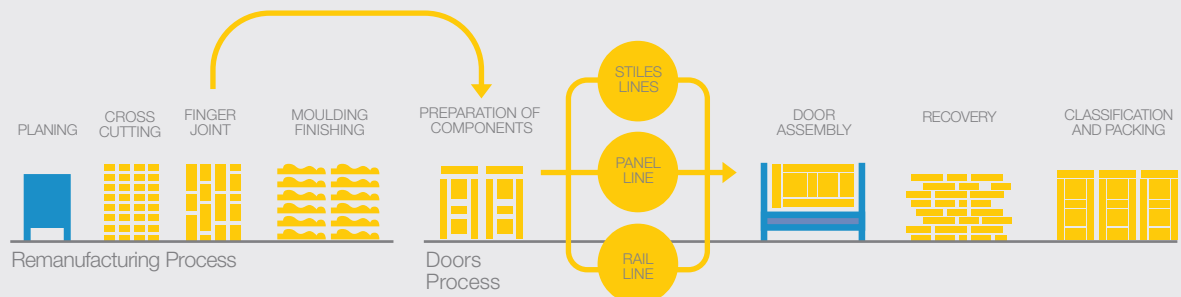 PLANING
CROSS
CUTTING
FINGER
JOINT
MOULDING
FINISHING
PREPARATION OF
COMPONENTS
STILES
LINES
PANEL
LINE
RAIL
LINE
DOOR
ASSEMBLY
RECOVERY
CLASSIFICATION
AND PACKING
Remanufacturing Process
Doors
Process